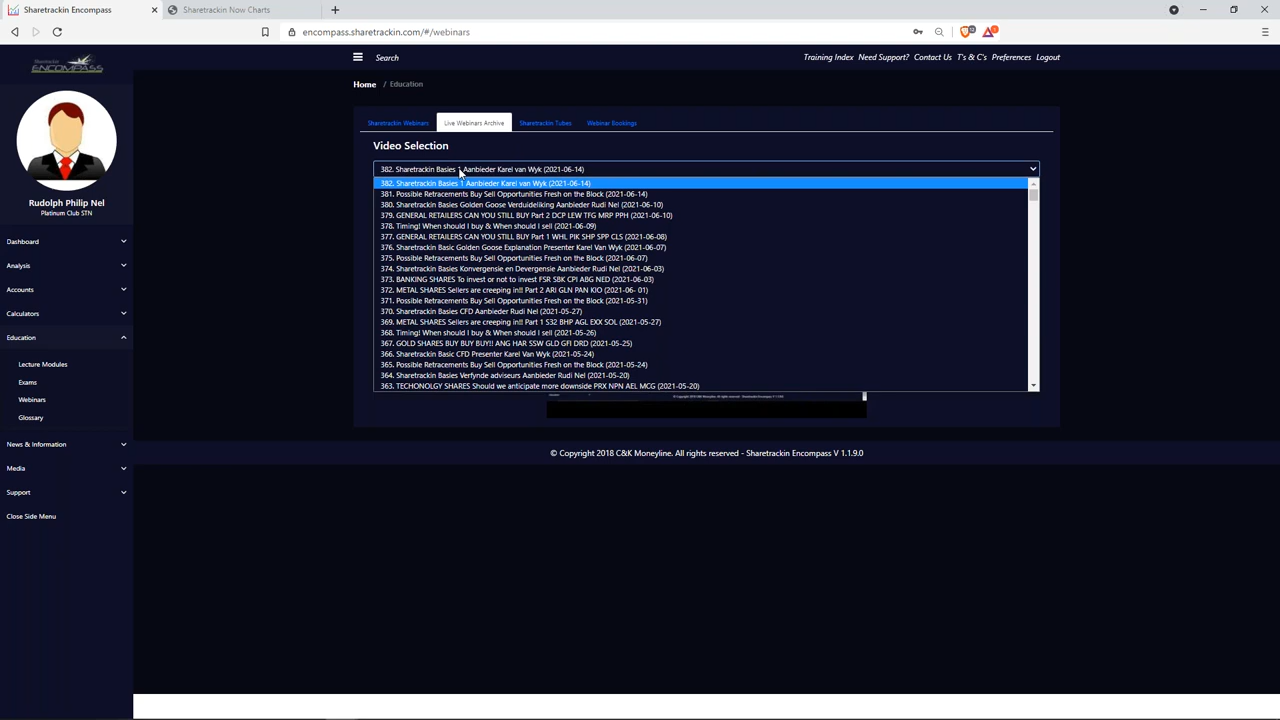 Sharetrackin Encompass
Sharetrackin Now Charts
encompass.sharetrackin.com/#/webinars
ENCOMPASS
Search
Training Index Need Support? Contact Us T's & C's Preferences Logout
Home / Education
Sharetrackin Webinars Live Webinars Archive Sharetrackin Tubes Webinar Bookings
Video Selection
382. Sharetrackin Basies 1 Aanbieder Karel van Wyk (2021-06-14)
382. Sharetrackin Basies 1 Aanbieder Karel van Wyk (2021-06-14)
381. Possible Retracements Buy Sell Opportunities Fresh on the Block (2021-06-14)
380. Sharetrackin Basies Golden Goose Verduideliking Aanbieder Rudi Nel (2021-06-10)
379. GENERAL RETAILERS CAN YOU STILL BUY Part 2 DCP LEW TFG MRP PPH (2021-06-10)
378. Timing! When should I buy & When should I sell (2021-06-09)
377. GENERAL RETAILERS CAN YOU STILL BUY Part 1 WHL PIK SHP SPP CLS (2021-06-08)
376. Sharetrackin Basic Golden Goose Explanation Presenter Karel Van Wyk (2021-06-07)
375. Possible Retracements Buy Sell Opportunities Fresh on the Block (2021-06-07)
374. Sharetrackin Basies Konvergensie en Devergensie Aanbieder Rudi Nel (2021-06-03)
373. BANKING SHARES To invest or not to invest FSR SBK CPI ABG NED (2021-06-03)
372. METAL SHARES Sellers are creeping in!! Part 2 ARI GLN PAN KIO (2021-06- 01)
371. Possible Retracements Buy Sell Opportunities Fresh on the Block (2021-05-31)
370. Sharetrackin Basies CFD Aanbieder Rudi Nel (2021-05-27)
369. METAL SHARES Sellers are creeping in!! Part 1 S32 BHP AGL EXX SOL (2021-05-27)
368. Timing! When should I buy & When should I sell (2021-05-26)
367. GOLD SHARES BUY BUY BUY!! ANG HAR SSW GLD GFI DRD (2021-05-25)
366. Sharetrackin Basic CFD Presenter Karel Van Wyk (2021-05-24)
365. Possible Retracements Buy Sell Opportunities Fresh on the Block (2021-05-24)
364. Sharetrackin Basies Verfynde adviseurs Aanbieder Rudi Nel (2021-05-20)
363. TECHONOLGY SHARES Should we anticipate more downside PRX NPN AEL MCG (2021-05-20)
© Copyright 2018 C&K Moneyline. All rights reserved - Sharetrackin Encompass V 1.1.9.0
Rudolph Philip Nel
Platinum Club STN
Dashboard
Analysis
Accounts
Calculators
Education
Lecture Modules
Exams
Webinars
Glossary
News & Information
Media
Support
Close Side Menu